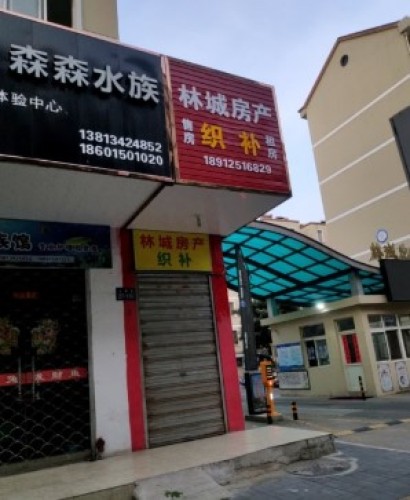 森森水族
体验中心
13813424852
18601501020
林城房产
售房 织补 租房
18912516829
林城房产
织补